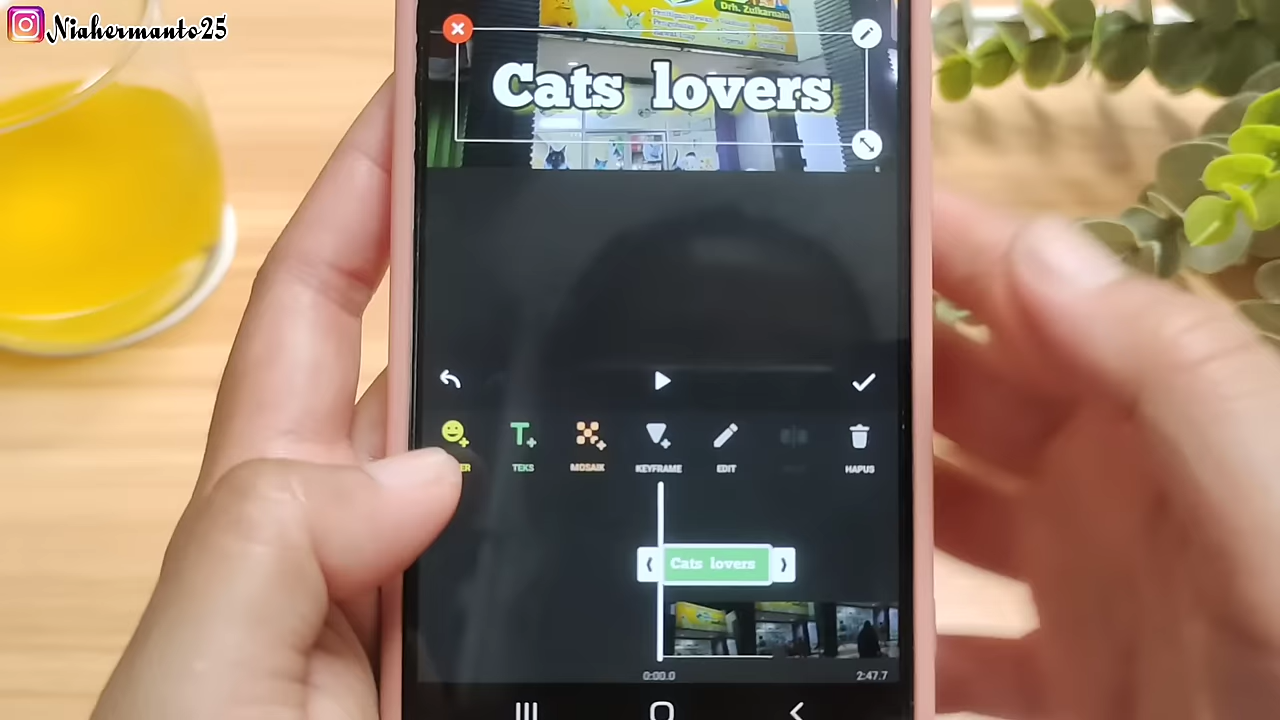 Niahermanto25
Drh. Zulkarnain
Cats lovers
TEKS
MOSAIK
KEYFRAME
EDIT
HAPUS
Cats lovers
0:00.0
2:47.7